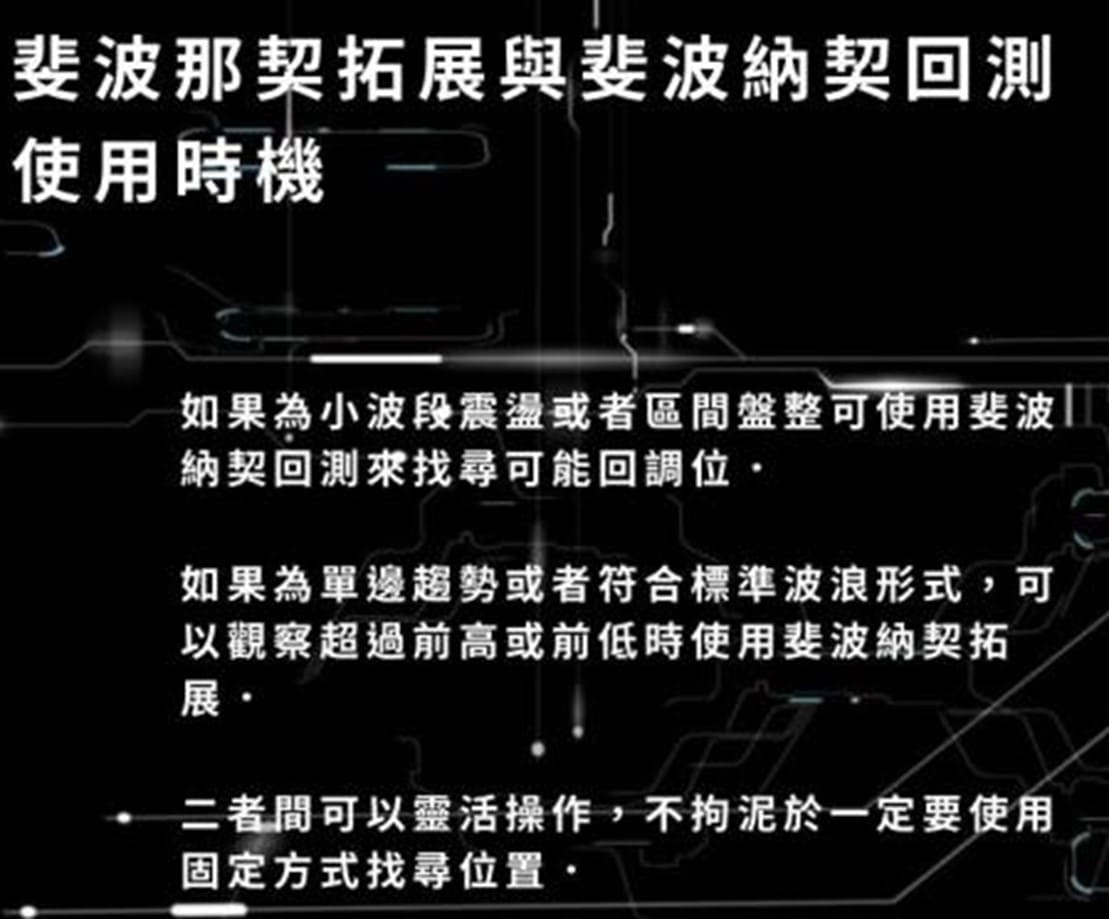 斐波那契拓展與斐波納契回測
使用時機
如果為小波段震盪或者區間盤整可使用斐波
納契回測來找尋可能回調位．
如果為單邊趨勢或者符合標準波浪形式，可
以觀察超過前高或前低時使用斐波納契拓
展．
二者間可以靈活操作，不拘泥於一定要使用
固定方式找尋位置．